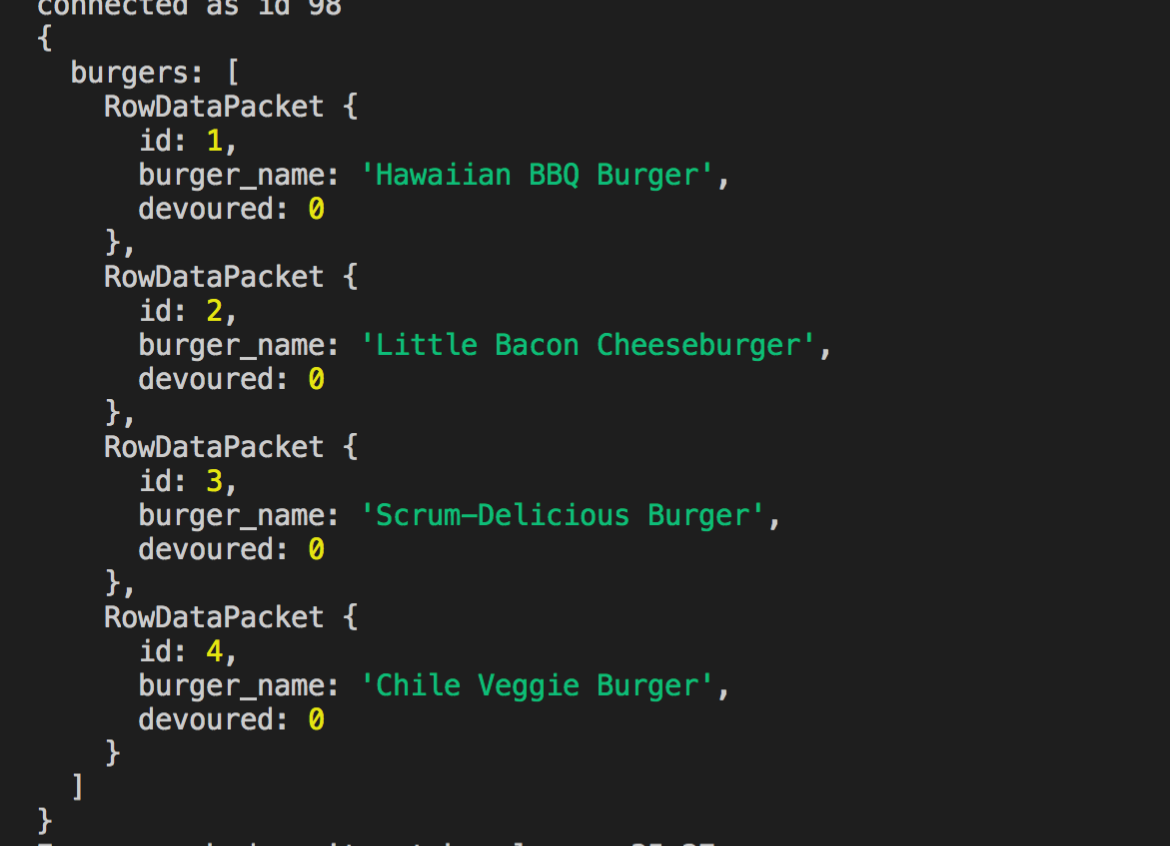 connected as id 98
{
burgers: [
RowDataPacket {
id: 1,
burger_name: 'Hawaiian BBQ Burger',
devoured: 0
},
RowDataPacket {
id: 2,
burger_name: 'Little Bacon Cheeseburger',
devoured: 0
},
RowDataPacket {
id: 3,
burger_name: 'Scrum-Delicious Burger',
devoured: 0
},
RowDataPacket {
id: 4,
burger_name: 'Chile Veggie Burger',
devoured: 0
}
]
}